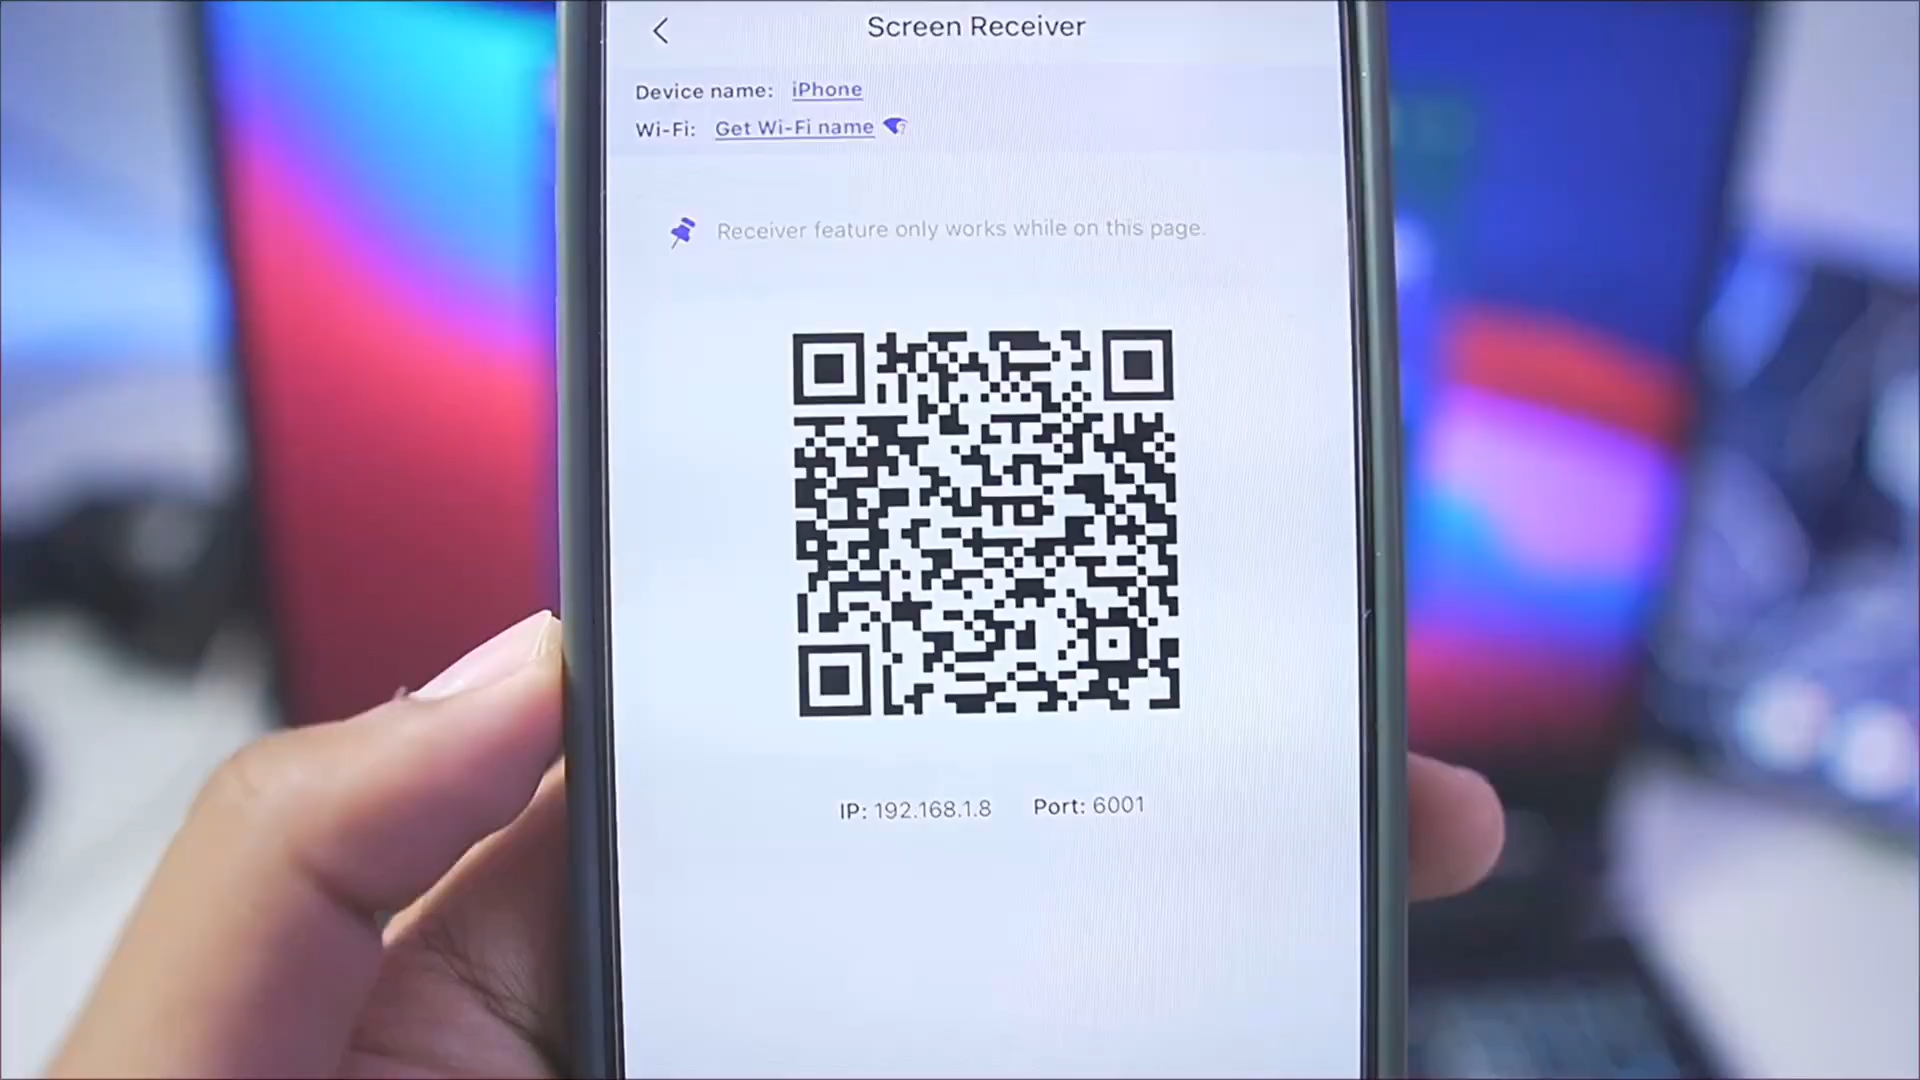 Screen Receiver
Device name: iPhone
Wi-Fi: Get Wi-Fi name
Receiver feature only works while on this page.
IP: 192.168.1.8 Port: 6001